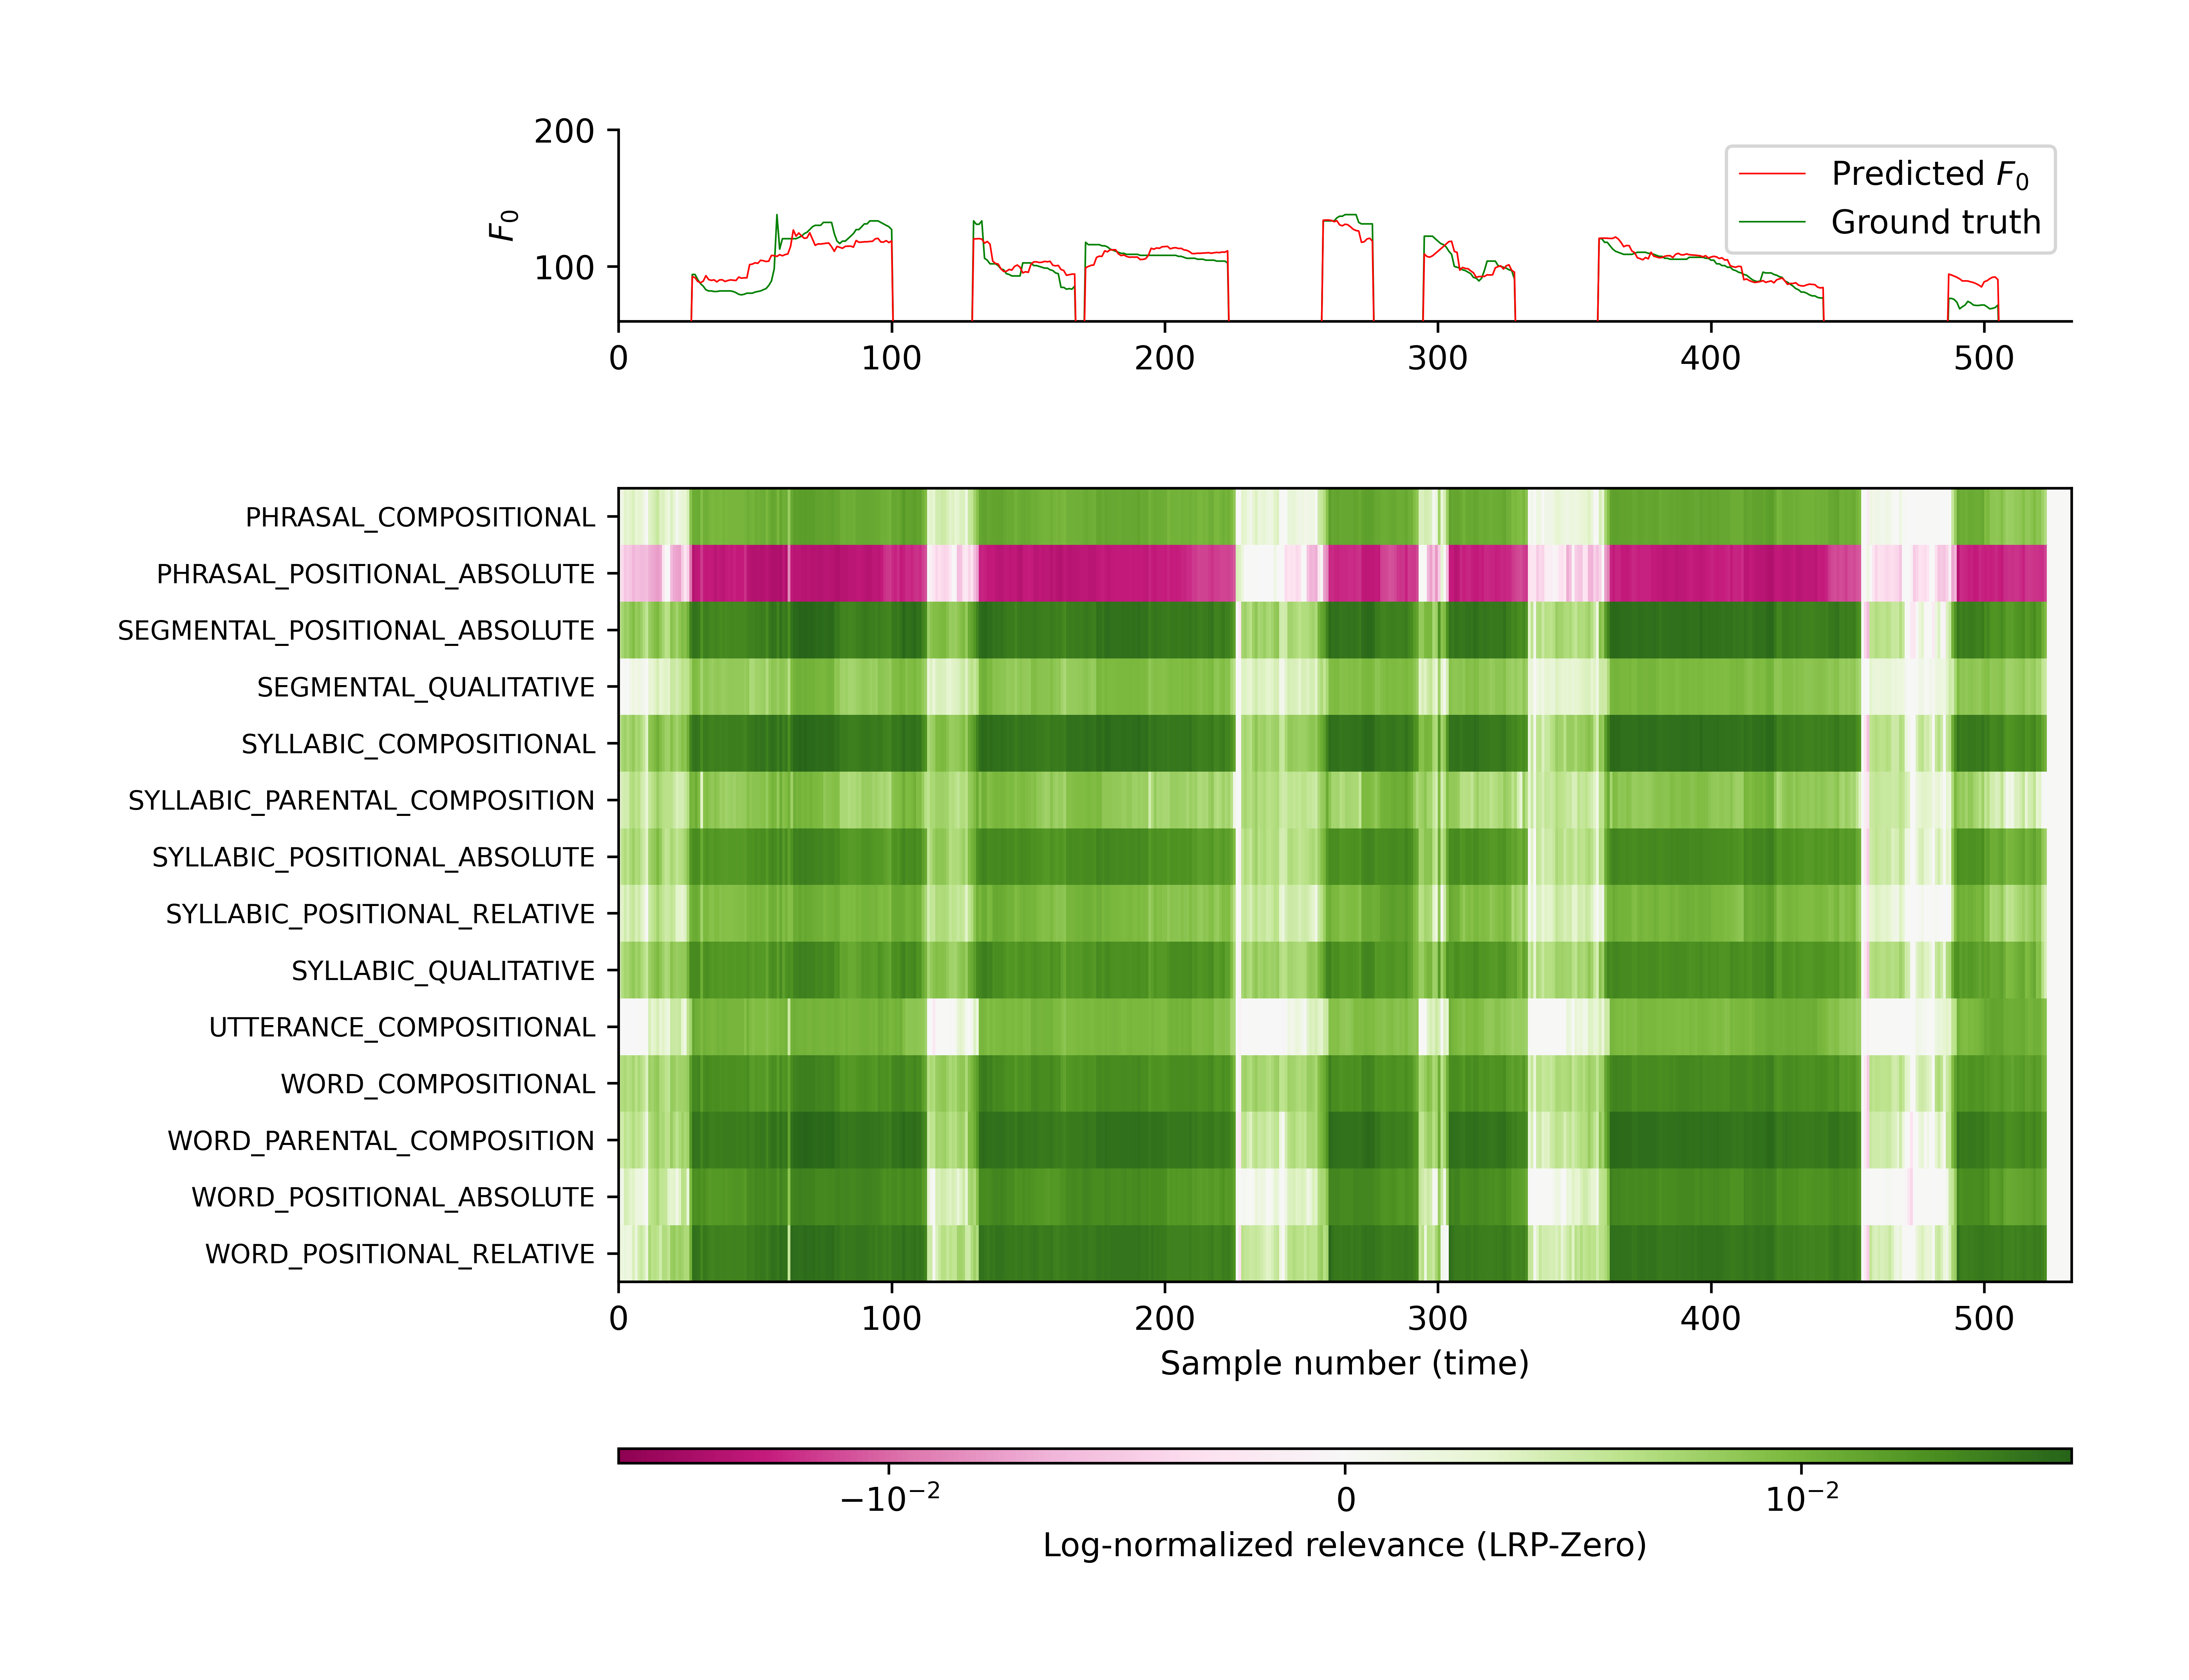 200
100
F0
Predicted F0
Ground truth
0 100 200 300 400 500
PHRASAL_COMPOSITIONAL
PHRASAL_POSITIONAL_ABSOLUTE
SEGMENTAL_POSITIONAL_ABSOLUTE
SEGMENTAL_QUALITATIVE
SYLLABIC_COMPOSITIONAL
SYLLABIC_PARENTAL_COMPOSITION
SYLLABIC_POSITIONAL_ABSOLUTE
SYLLABIC_POSITIONAL_RELATIVE
SYLLABIC_QUALITATIVE
UTTERANCE_COMPOSITIONAL
WORD_COMPOSITIONAL
WORD_PARENTAL_COMPOSITION
WORD_POSITIONAL_ABSOLUTE
WORD_POSITIONAL_RELATIVE
0 100 200 300 400 500
Sample number (time)
−10⁻² 0 10⁻²
Log-normalized relevance (LRP-Zero)